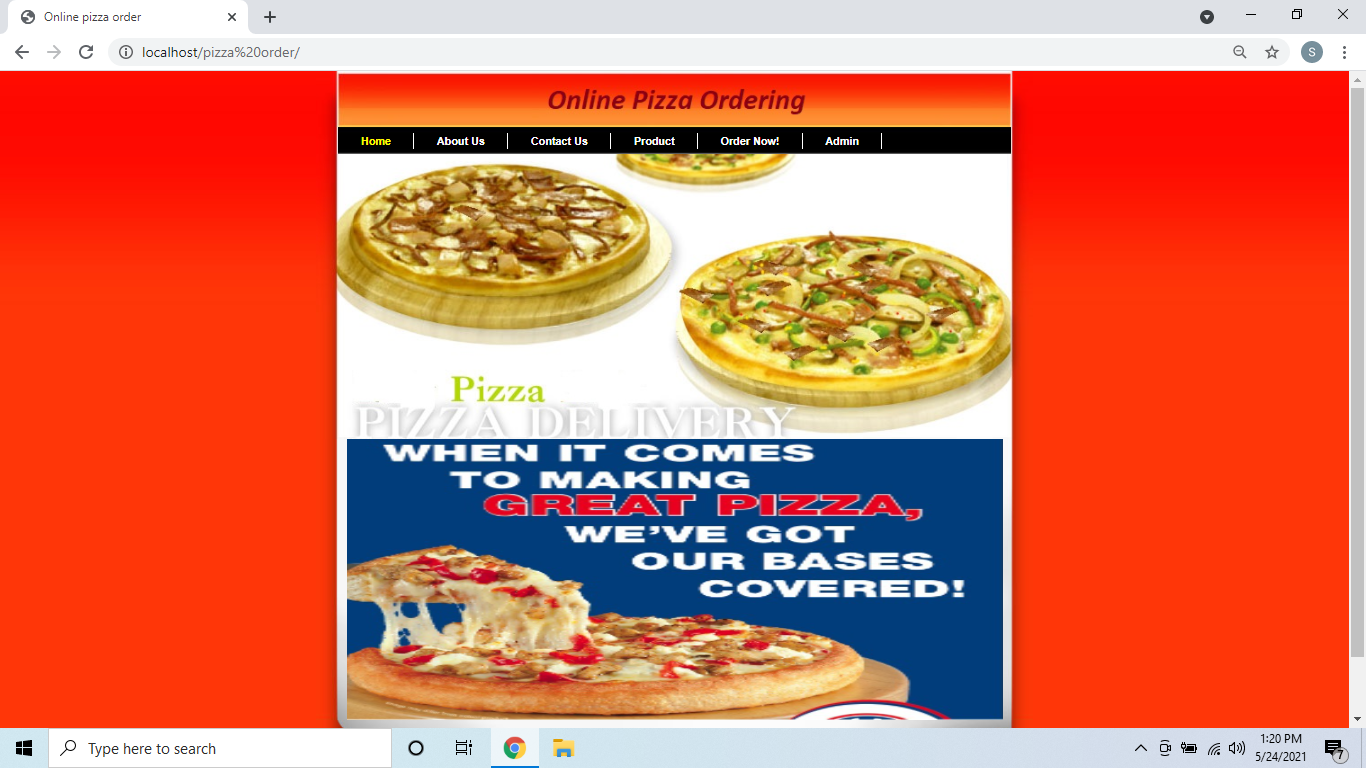 Online pizza order
localhost/pizza%20order/
S
Online Pizza Ordering
Home
About Us
Contact Us
Product
Order Now!
Admin
Pizza
PIZZA DELIVERY
WHEN IT COMES
TO MAKING
GREAT PIZZA,
WE'VE GOT
OUR BASES
COVERED!
Type here to search
1:20 PM
5/24/2021
7